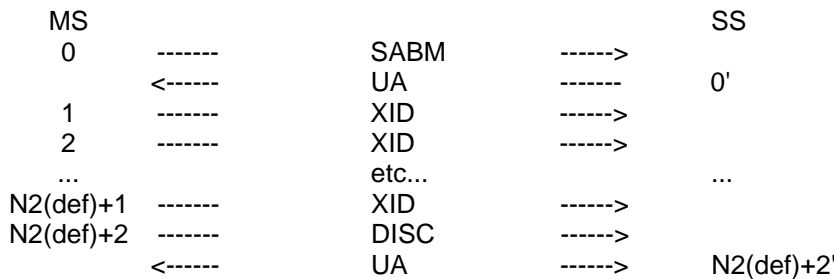 MS SS
0 ------- SABM ------>
<------ UA ------- 0'
1 ------- XID ------>
2 ------- XID ------>
... etc... ...
N2(def)+1 ------- XID ------>
N2(def)+2 ------- DISC ------>
<------ UA ------> N2(def)+2'